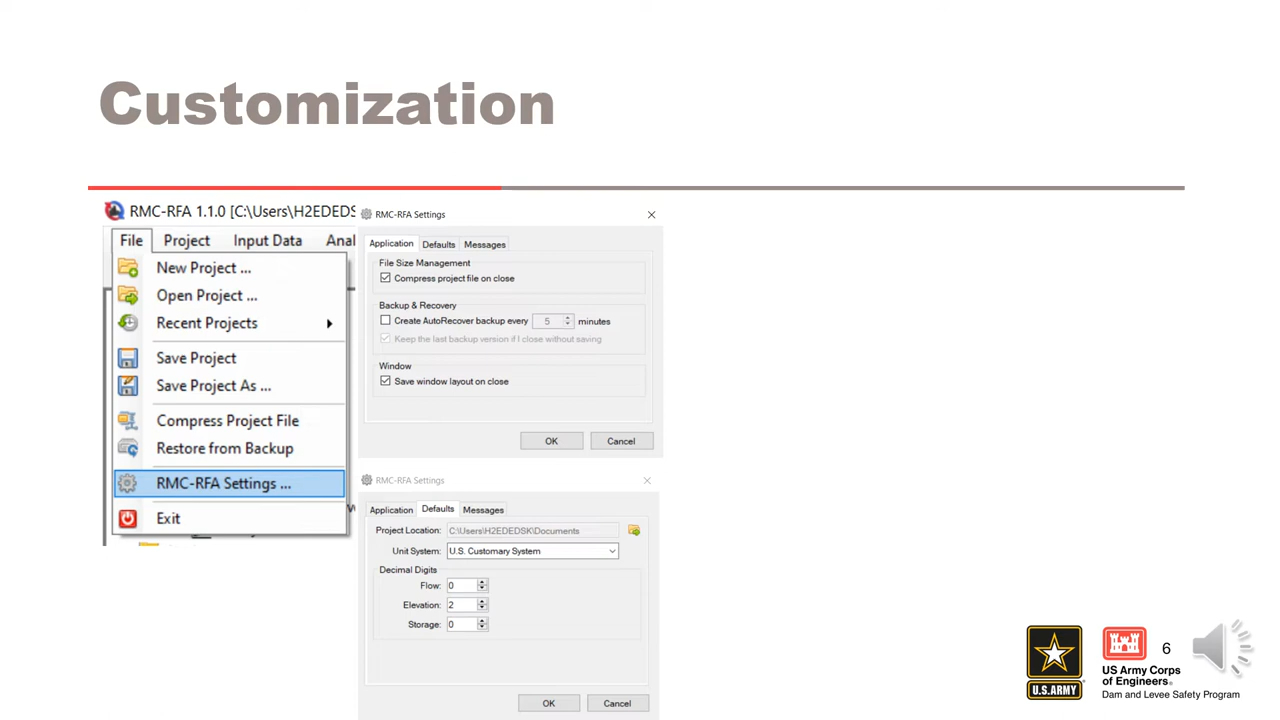 Customization
RMC-RFA 1.1.0 [C:\Users\H2EDEDS
File Project Input Data Anal
New Project ...
Open Project ...
Recent Projects
Save Project
Save Project As ...
Compress Project File
Restore from Backup
RMC-RFA Settings ...
Exit
RMC-RFA Settings
Application Defaults Messages
File Size Management
Compress project file on close
Backup & Recovery
Create AutoRecover backup every 5 minutes
Keep the last backup version if I close without saving
Window
Save window layout on close
OK Cancel
RMC-RFA Settings
Application Defaults Messages
Project Location: C:\Users\H2EDEDSK\Documents
Unit System: U.S. Customary System
Decimal Digits
Flow: 0
Elevation: 2
Storage: 0
OK Cancel
U.S.ARMY
US Army Corps
of Engineers®
Dam and Levee Safety Program
6